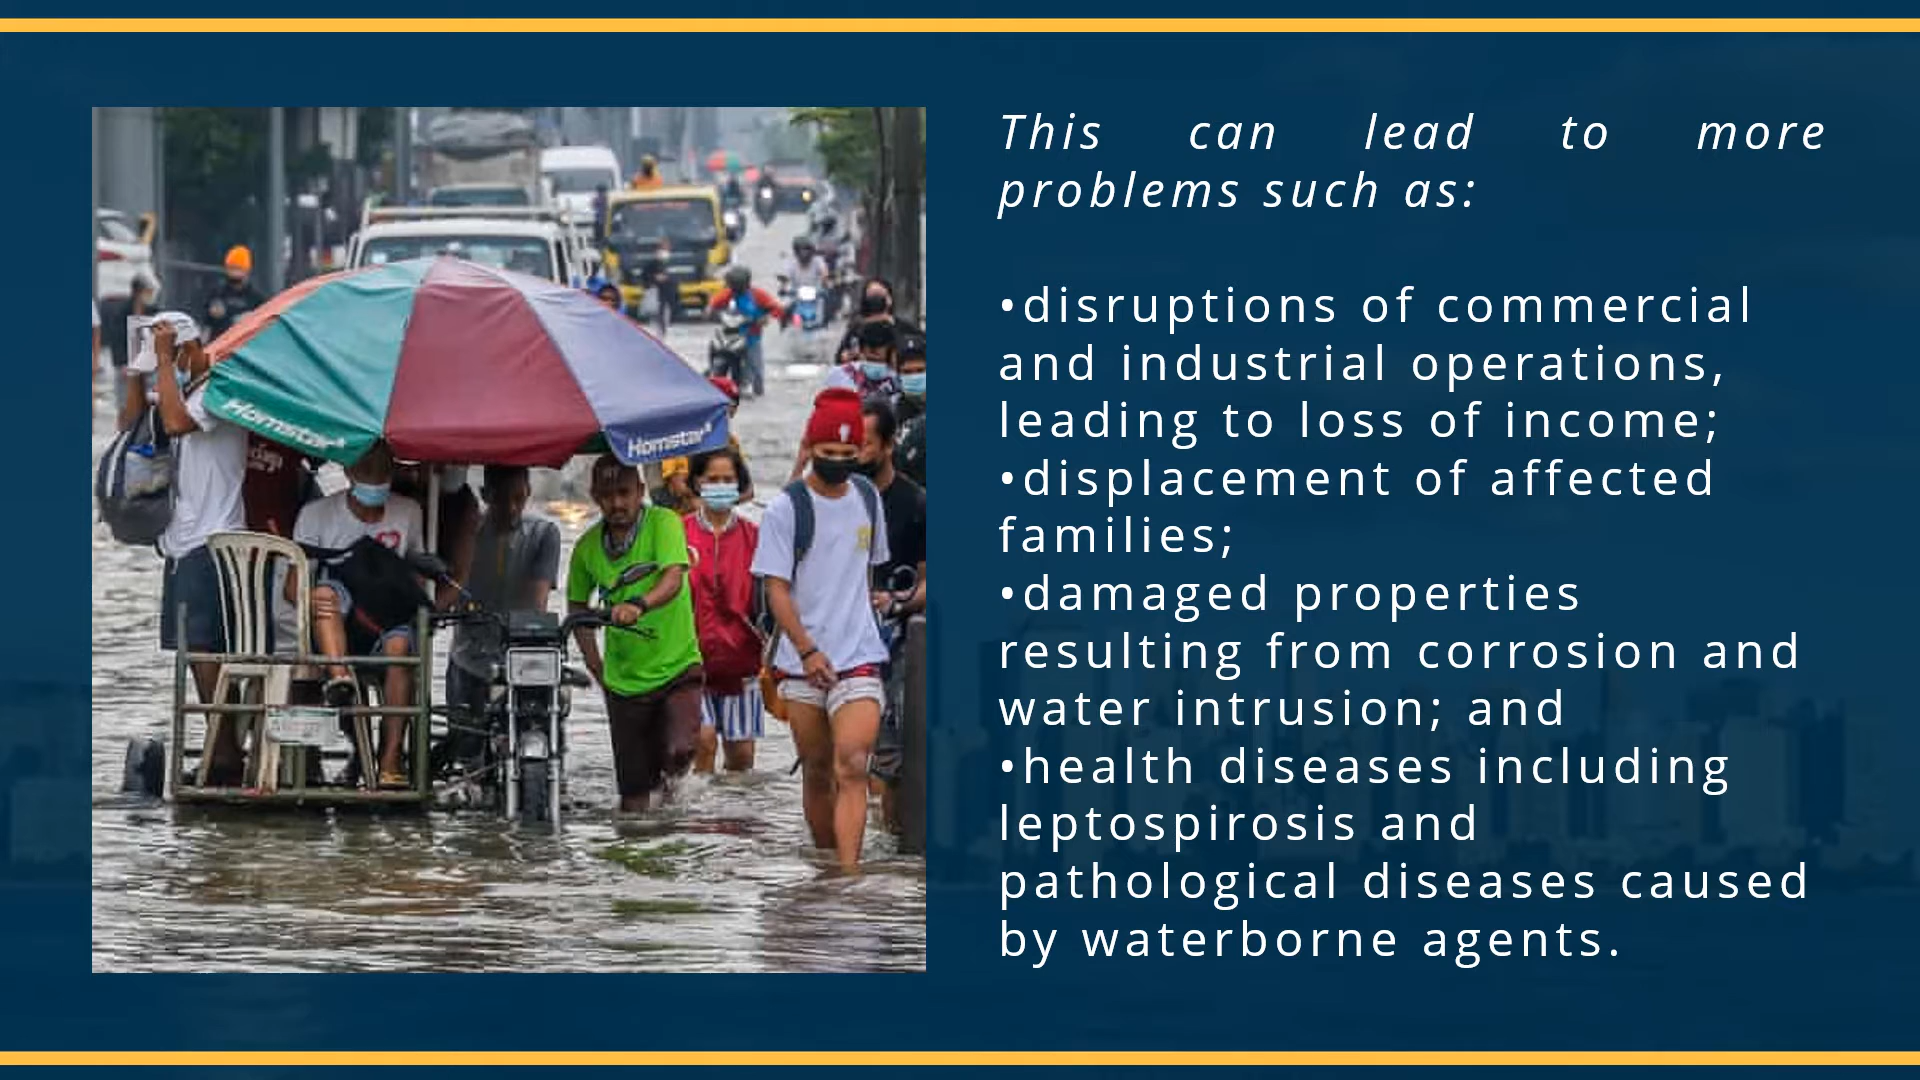 This can lead to more
problems such as:
•disruptions of commercial
and industrial operations,
leading to loss of income;
•displacement of affected
families;
•damaged properties
resulting from corrosion and
water intrusion; and
•health diseases including
leptospirosis and
pathological diseases caused
by waterborne agents.
Homstar
Homstar